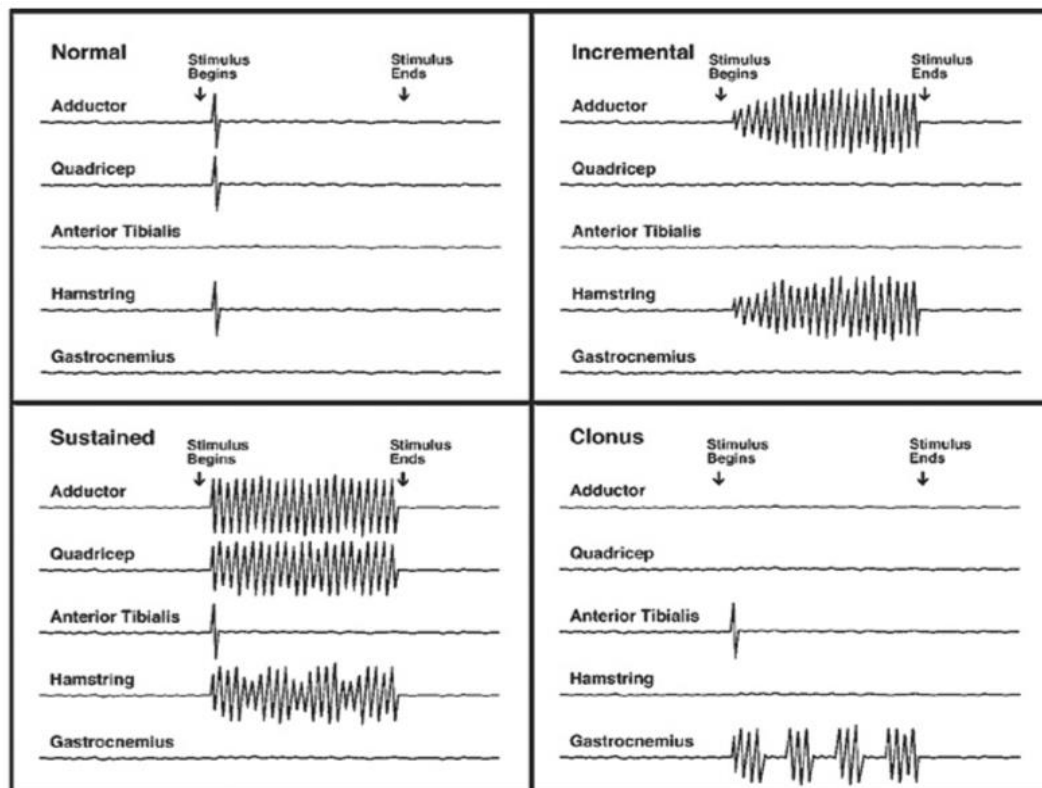 Normal
Stimulus
Begins
Stimulus
Ends
Adductor
Quadricep
Anterior Tibialis
Hamstring
Gastrocnemius
Incremental
Stimulus
Begins
Stimulus
Ends
Adductor
Quadricep
Anterior Tibialis
Hamstring
Gastrocnemius
Sustained
Stimulus
Begins
Stimulus
Ends
Adductor
Quadricep
Anterior Tibialis
Hamstring
Gastrocnemius
Clonus
Stimulus
Begins
Stimulus
Ends
Adductor
Quadricep
Anterior Tibialis
Hamstring
Gastrocnemius